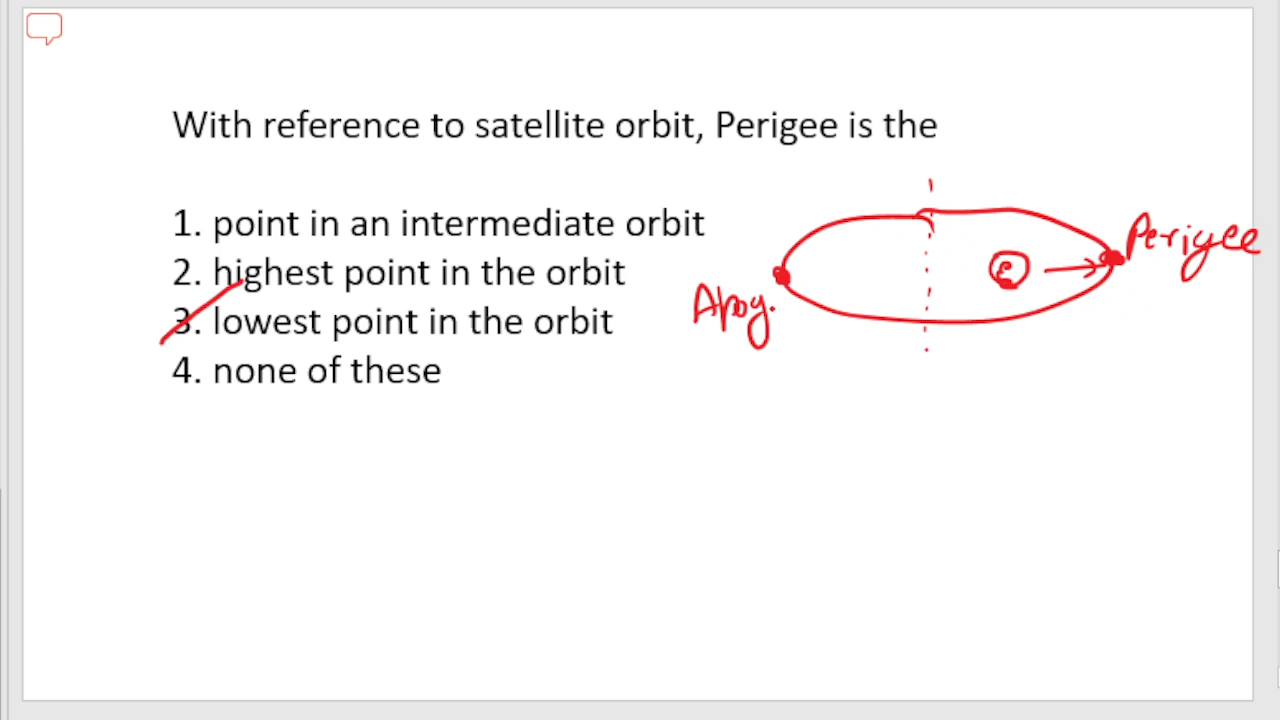 With reference to satellite orbit, Perigee is the
1. point in an intermediate orbit
2. highest point in the orbit
3. lowest point in the orbit
4. none of these
Perigee
E
Apog.